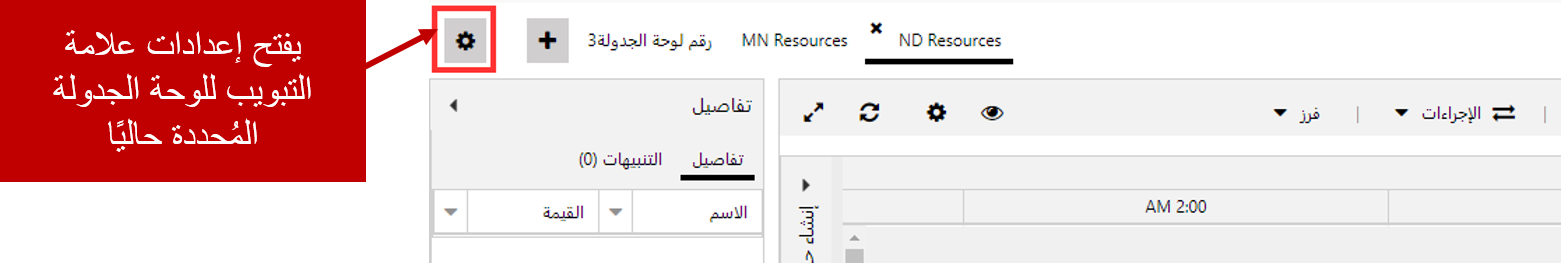 يفتح إعدادات علامة
التبويب للوحة الجدولة
المُحددة حاليًا
ND Resources
MN Resources
رقم لوحة الجدولة3
الإجراءات
فرز
تفاصيل
تفاصيل
التنبيهات (0)
الاسم
القيمة
AM 2:00
إنشاء